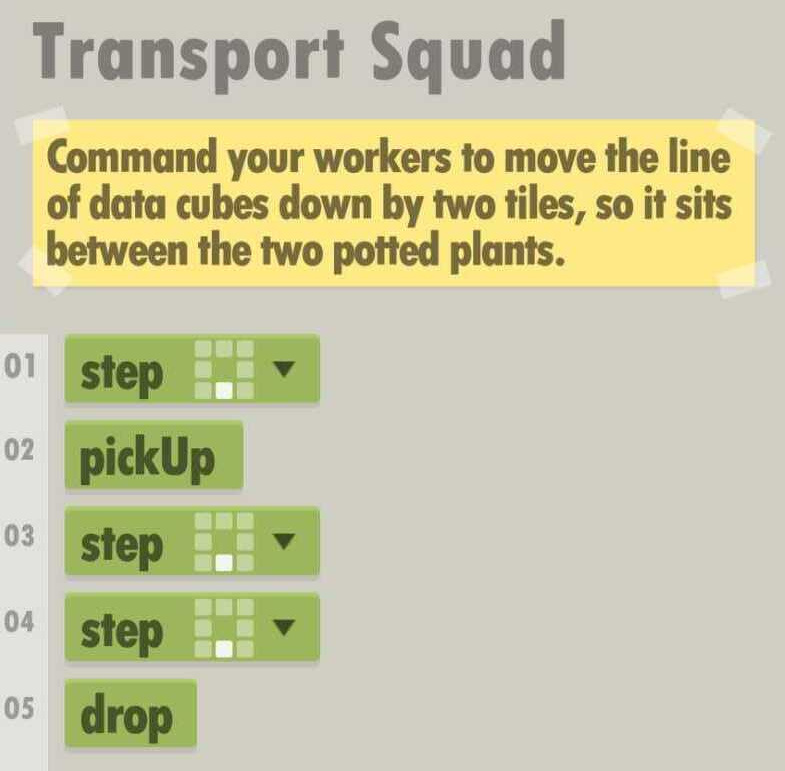 Transport Squad
Command your workers to move the line
of data cubes down by two tiles, so it sits
between the two potted plants.
01 step
02 pickUp
03 step
04 step
05 drop